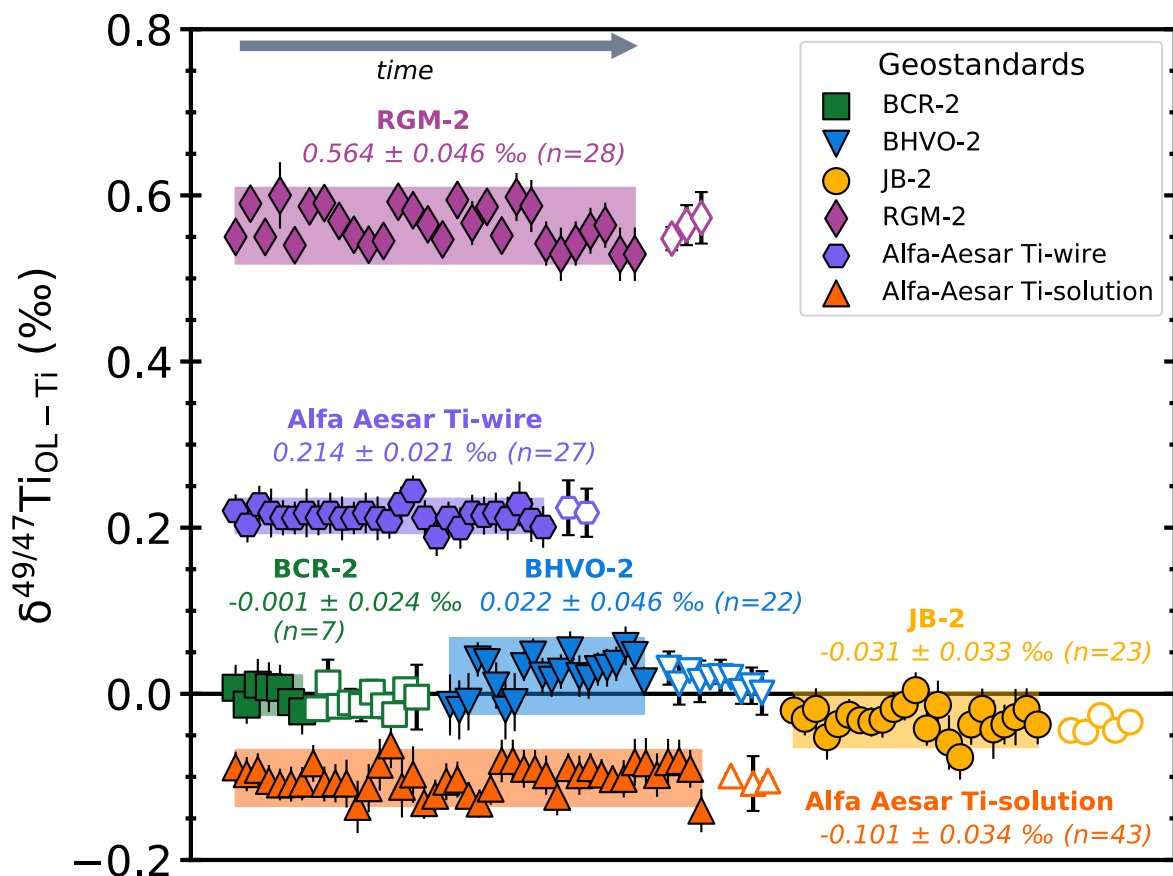 0.8
0.6
0.4
0.2
0.0
−0.2
δ49/47TiOL − Ti (‰)
time
RGM-2
0.564 ± 0.046 ‰ (n=28)
Geostandards
BCR-2
BHVO-2
JB-2
RGM-2
Alfa-Aesar Ti-wire
Alfa-Aesar Ti-solution
Alfa Aesar Ti-wire
0.214 ± 0.021 ‰ (n=27)
BCR-2
-0.001 ± 0.024 ‰
(n=7)
BHVO-2
0.022 ± 0.046 ‰ (n=22)
JB-2
-0.031 ± 0.033 ‰ (n=23)
Alfa Aesar Ti-solution
-0.101 ± 0.034 ‰ (n=43)